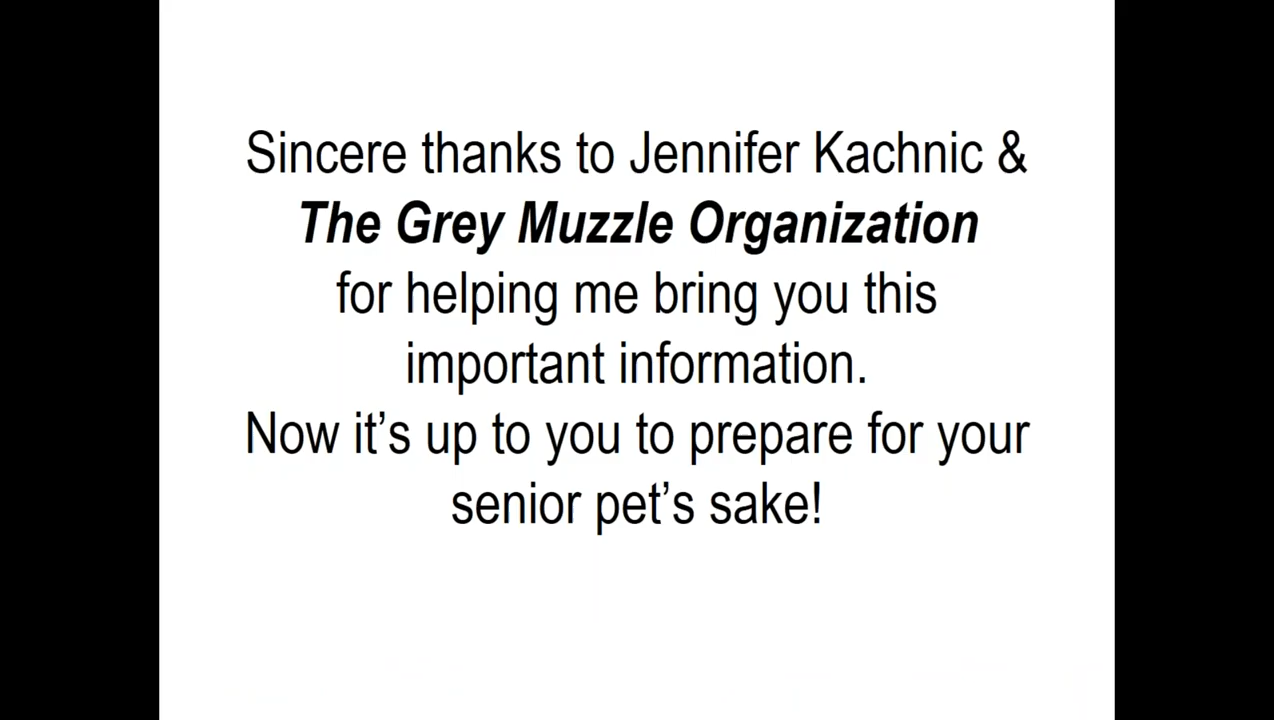 Sincere thanks to Jennifer Kachnic &
The Grey Muzzle Organization
for helping me bring you this
important information.
Now it’s up to you to prepare for your
senior pet’s sake!